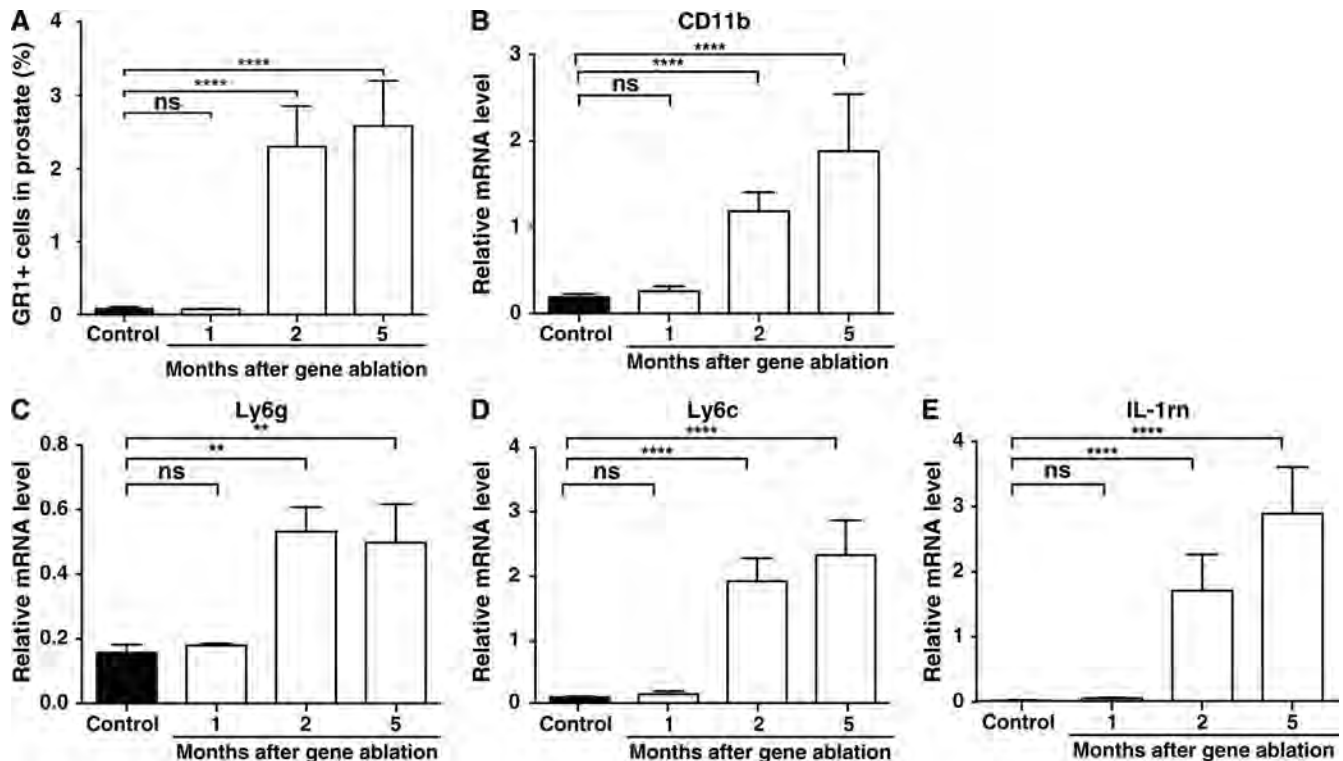 A
GR1+ cells in prostate (%)
4
3
2
1
0
****
****
ns
Control 1 2 5
Months after gene ablation
B
CD11b
Relative mRNA level
3
2
1
0
****
****
ns
Control 1 2 5
Months after gene ablation
C
Ly6g
Relative mRNA level
0.8
0.6
0.4
0.2
0.0
**
**
ns
Control 1 2 5
Months after gene ablation
D
Ly6c
Relative mRNA level
4
3
2
1
0
****
****
ns
Control 1 2 5
Months after gene ablation
E
IL-1rn
Relative mRNA level
4
3
2
1
0
****
****
ns
Control 1 2 5
Months after gene ablation